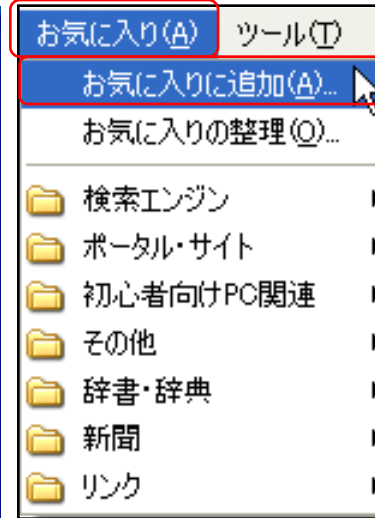 お気に入り(A) ツール(T)
お気に入りに追加(A)...
お気に入りの整理(O)...
検索エンジン
ポータル・サイト
初心者向けPC関連
その他
辞書・辞典
新聞
リンク